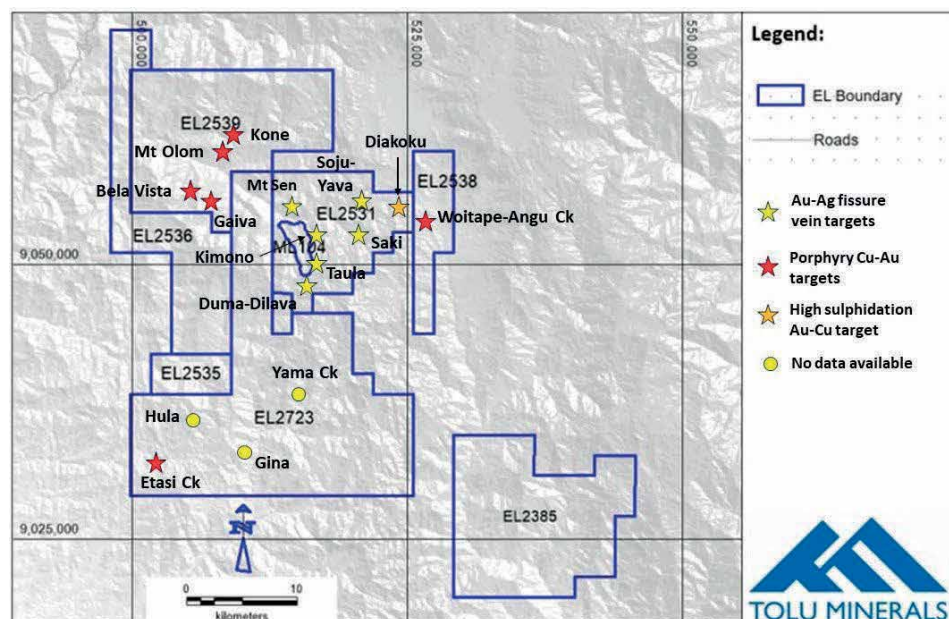 500,000
525,000
550,000
EL2539
Kone
Mt Olom
Bela Vista
Gaiva
EL2536
Soju-
Yava
Diakoku
Mt Sen
EL2531
EL2538
Woitape-Angu Ck
Kimono
ML104
Saki
9,050,000
Taula
Duma-Dilava
EL2535
Yama Ck
Hula
EL2723
Gina
Etasi Ck
EL2385
9,025,000
N
0 10
kilometers
Legend:
EL Boundary
Roads
Au-Ag fissure
vein targets
Porphyry Cu-Au
targets
High sulphidation
Au-Cu target
No data available
TOLU MINERALS